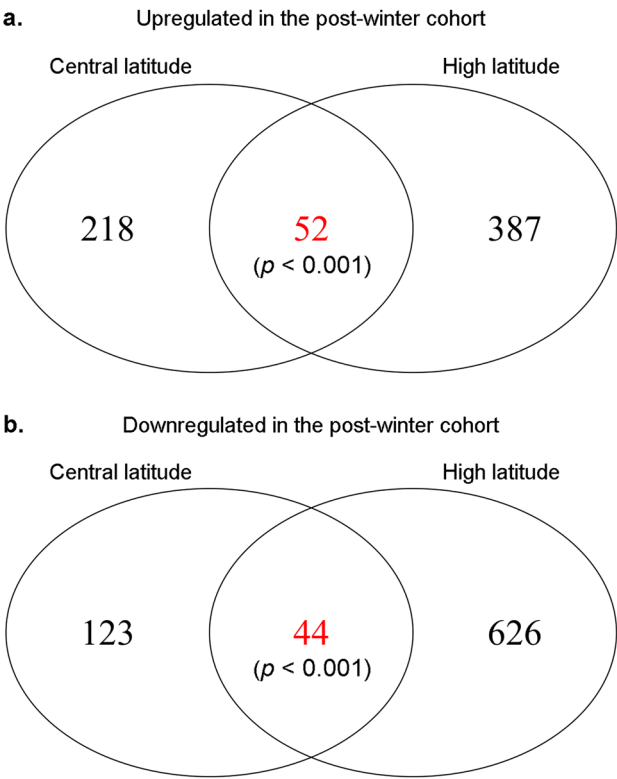 a. Upregulated in the post-winter cohort
Central latitude High latitude
218 52 387
(p < 0.001)
b. Downregulated in the post-winter cohort
Central latitude High latitude
123 44 626
(p < 0.001)